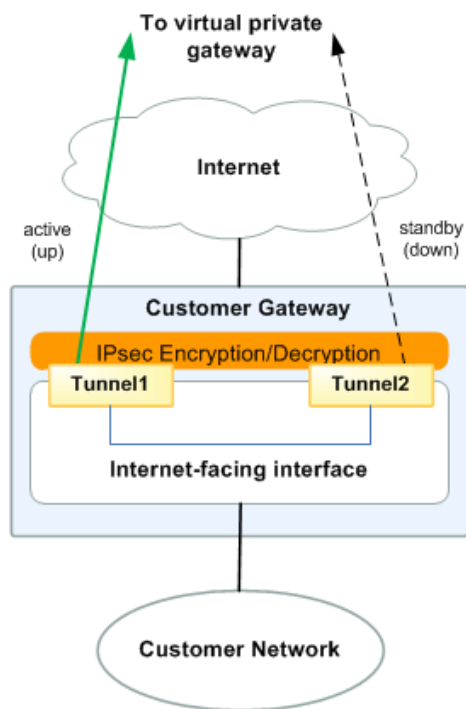 To virtual private
gateway
Internet
active
(up)
standby
(down)
Customer Gateway
IPsec Encryption/Decryption
Tunnel1
Tunnel2
Internet-facing interface
Customer Network